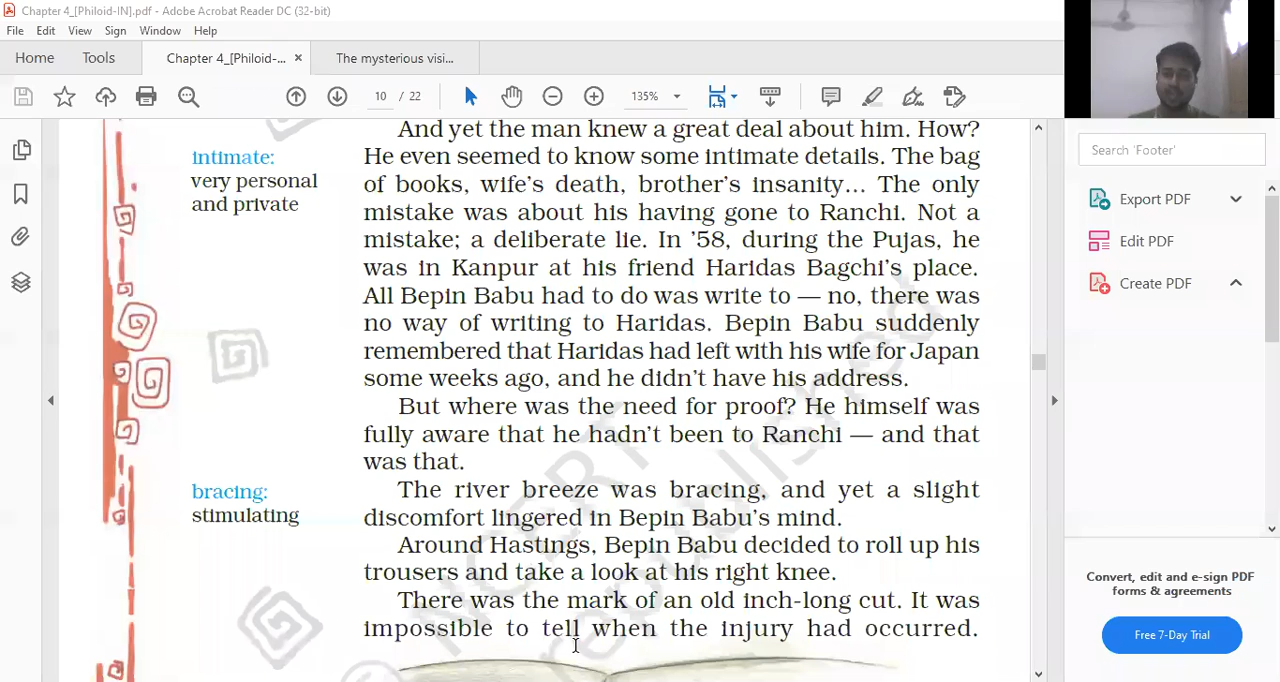 Chapter 4_[Philoid-IN].pdf - Adobe Acrobat Reader DC (32-bit)
File Edit View Sign Window Help
Home Tools Chapter 4_[Philoid-... × The mysterious visi...
10 / 22 135%
Search 'Footer'
Export PDF
Edit PDF
Create PDF
intimate:
very personal
and private
And yet the man knew a great deal about him. How?
He even seemed to know some intimate details. The bag
of books, wife's death, brother's insanity... The only
mistake was about his having gone to Ranchi. Not a
mistake; a deliberate lie. In '58, during the Pujas, he
was in Kanpur at his friend Haridas Bagchi's place.
All Bepin Babu had to do was write to — no, there was
no way of writing to Haridas. Bepin Babu suddenly
remembered that Haridas had left with his wife for Japan
some weeks ago, and he didn't have his address.
But where was the need for proof? He himself was
fully aware that he hadn't been to Ranchi — and that
was that.
bracing:
stimulating
The river breeze was bracing, and yet a slight
discomfort lingered in Bepin Babu's mind.
Around Hastings, Bepin Babu decided to roll up his
trousers and take a look at his right knee.
There was the mark of an old inch-long cut. It was
impossible to tell when the injury had occurred.
NCERT
republished
Convert, edit and e-sign PDF
forms & agreements
Free 7-Day Trial